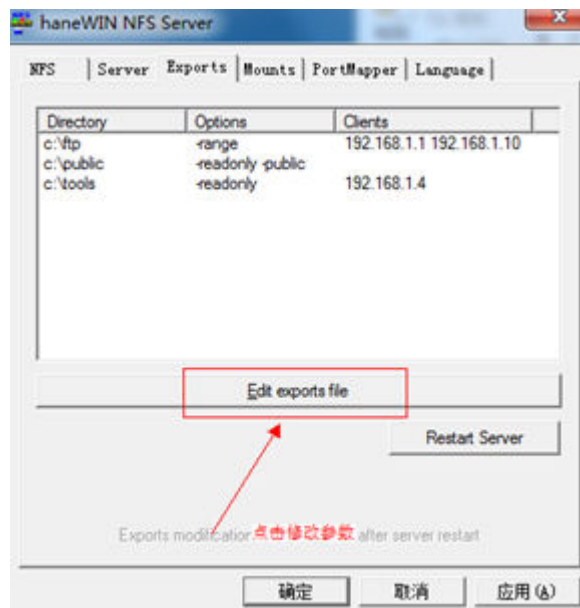 haneWIN NFS Server
NFS Server Exports Mounts PortMapper Language
Directory Options Clients
c:\ftp -range 192.168.1.1 192.168.1.10
c:\public -readonly -public
c:\tools -readonly 192.168.1.4
Edit exports file
Restart Server
Exports modification 点击修改参数 after server restart
确定 取消 应用(A)